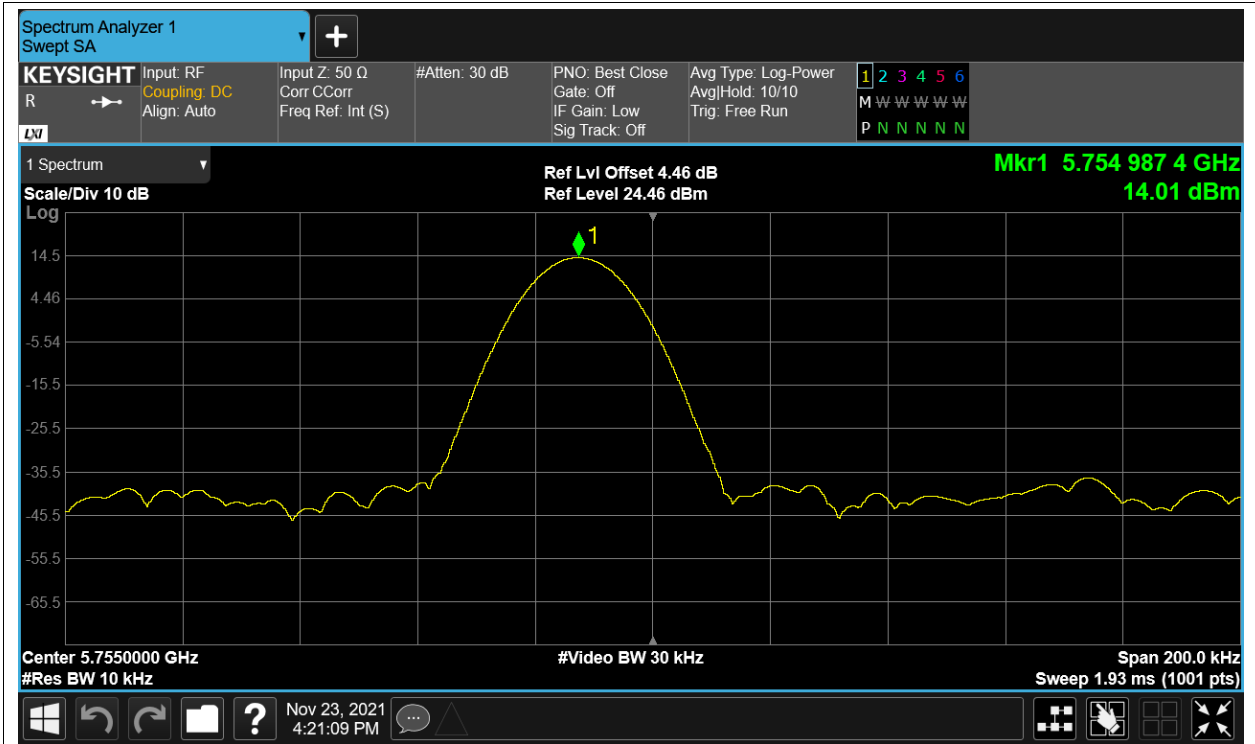 Spectrum Analyzer 1
Swept SA
KEYSIGHT
R
LXI
Input: RF
Coupling: DC
Align: Auto
Input Z: 50 Ω
Corr CCorr
Freq Ref: Int (S)
#Atten: 30 dB
PNO: Best Close
Gate: Off
IF Gain: Low
Sig Track: Off
Avg Type: Log-Power
Avg|Hold: 10/10
Trig: Free Run
1 2 3 4 5 6
M W W W W W
P N N N N N
1 Spectrum
Scale/Div 10 dB
Log
Ref Lvl Offset 4.46 dB
Ref Level 24.46 dBm
Mkr1 5.754 987 4 GHz
14.01 dBm
1
14.5
4.46
-5.54
-15.5
-25.5
-35.5
-45.5
-55.5
-65.5
Center 5.7550000 GHz
#Res BW 10 kHz
#Video BW 30 kHz
Span 200.0 kHz
Sweep 1.93 ms (1001 pts)
?
Nov 23, 2021
4:21:09 PM